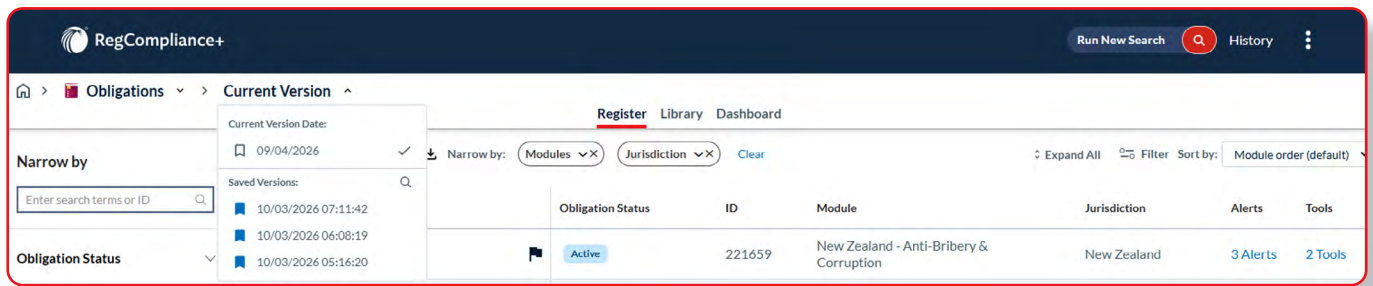 RegCompliance+
Run New Search
History
Obligations
Current Version
Register Library Dashboard
Current Version Date:
09/04/2026
Saved Versions:
10/03/2026 07:11:42
10/03/2026 06:08:19
10/03/2026 05:16:20
Narrow by
Enter search terms or ID
Obligation Status
Narrow by: Modules Jurisdiction Clear
Expand All Filter Sort by: Module order (default)
Obligation Status ID Module Jurisdiction Alerts Tools
Active 221659 New Zealand - Anti-Bribery &
Corruption
New Zealand 3 Alerts 2 Tools